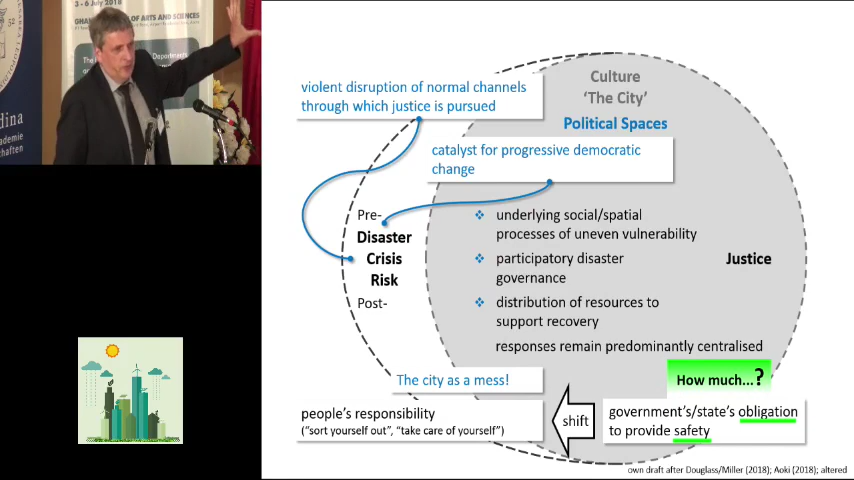 3 - 6 July 2018
OF ARTS AND SCIENCES
violent disruption of normal channels
through which justice is pursued
Culture
'The City'
Political Spaces
catalyst for progressive democratic
change
Pre-
Disaster
Crisis
Risk
Post-
❖ underlying social/spatial
processes of uneven vulnerability
❖ participatory disaster
governance
❖ distribution of resources to
support recovery
responses remain predominantly centralised
Justice
The city as a mess!
How much...?
people's responsibility
("sort yourself out", "take care of yourself")
shift
government's/state's obligation
to provide safety
own draft after Douglass/Miller (2018); Aoki (2018); altered